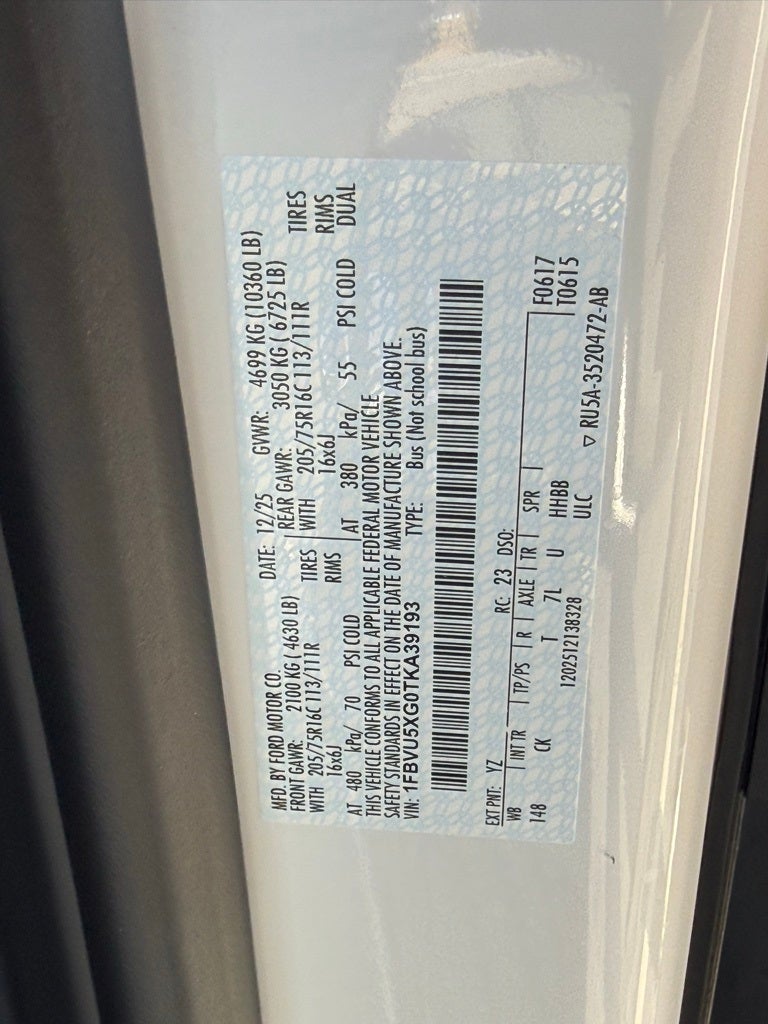 MFD. BY FORD MOTOR CO.
DATE: 12/25 GVWR: 4699 KG (10360 LB)
FRONT GAWR: 2100 KG ( 4630 LB)
REAR GAWR: 3050 KG ( 6725 LB)
WITH 205/75R16C 113/111R TIRES
WITH 205/75R16C 113/111R TIRES
16x6J RIMS
16x6J RIMS
AT 480 kPa/ 70 PSI COLD
AT 380 kPa/ 55 PSI COLD DUAL
THIS VEHICLE CONFORMS TO ALL APPLICABLE FEDERAL MOTOR VEHICLE
SAFETY STANDARDS IN EFFECT ON THE DATE OF MANUFACTURE SHOWN ABOVE.
VIN: 1FBVU5XG0TKA39193 TYPE: Bus (Not school bus)
EXT PNT: YZ RC: 23 DSO:
WB INT TR TP/PS R AXLE TR SPR F0617
148 CK T 7L U HHBB T0615
1202512138328 ULC
▽ RU5A-3520472-AB